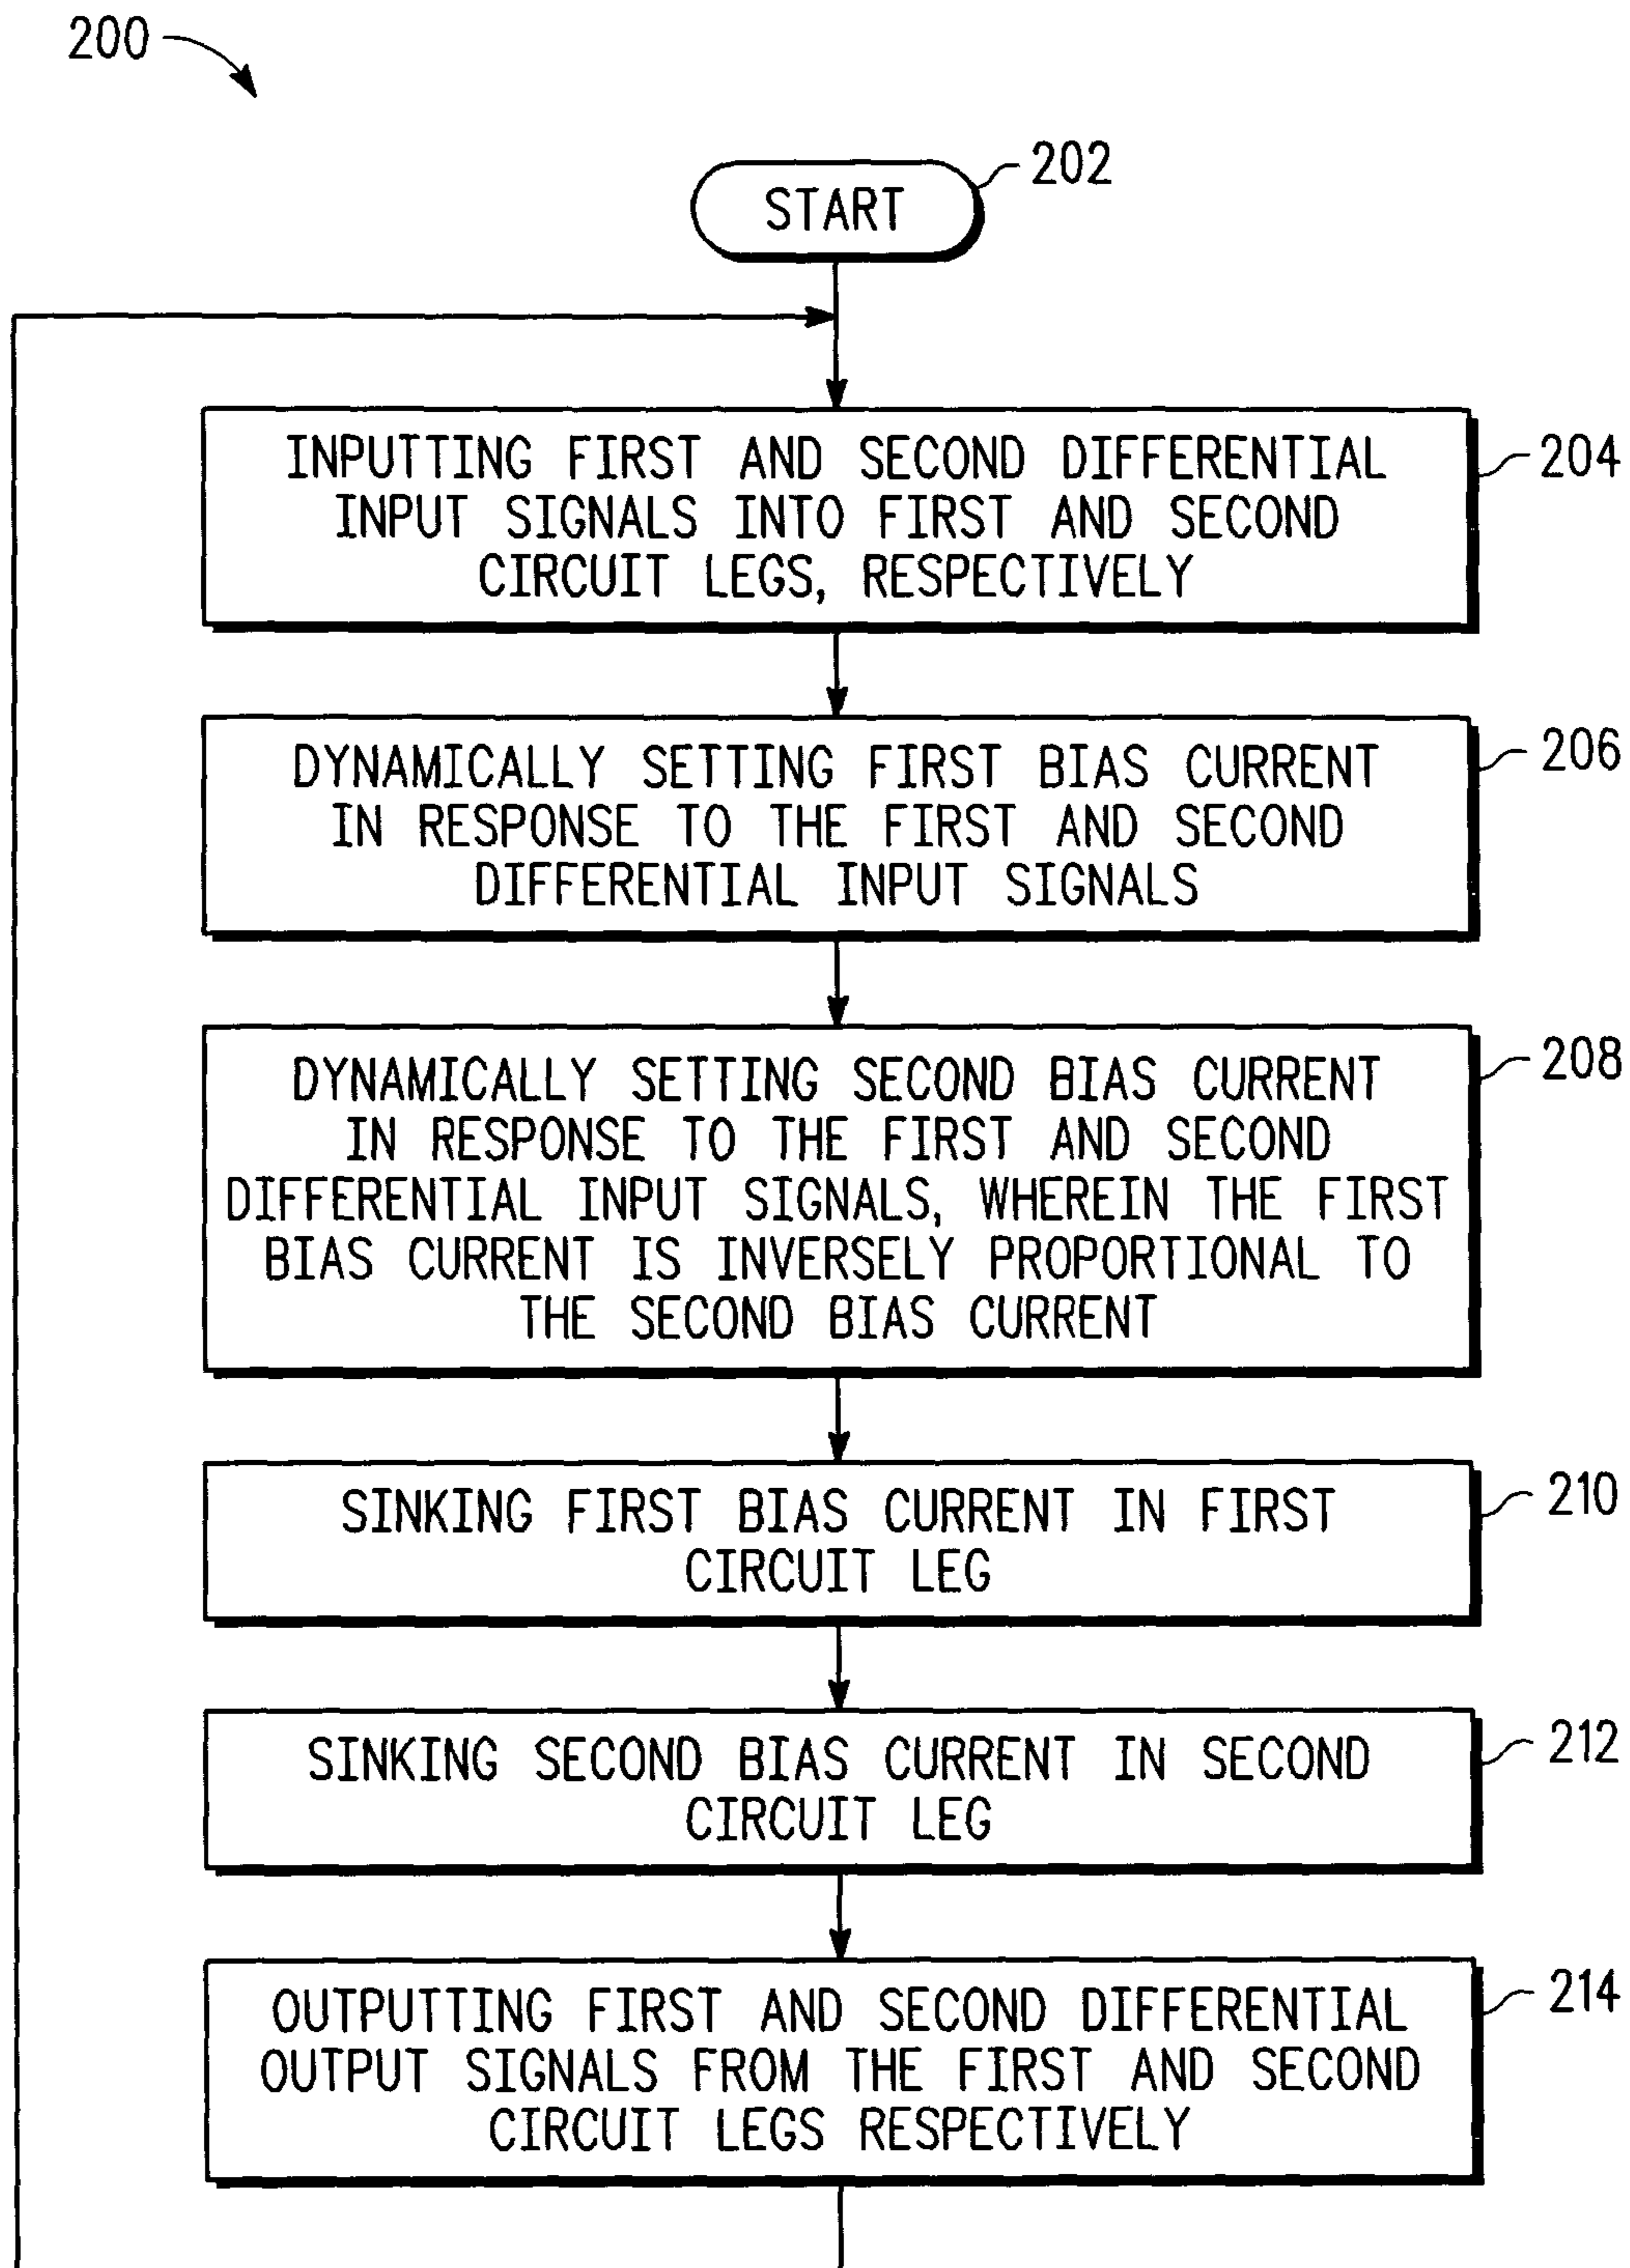 200
START
202
INPUTTING FIRST AND SECOND DIFFERENTIAL
INPUT SIGNALS INTO FIRST AND SECOND
CIRCUIT LEGS, RESPECTIVELY
204
DYNAMICALLY SETTING FIRST BIAS CURRENT
IN RESPONSE TO THE FIRST AND SECOND
DIFFERENTIAL INPUT SIGNALS
206
DYNAMICALLY SETTING SECOND BIAS CURRENT
IN RESPONSE TO THE FIRST AND SECOND
DIFFERENTIAL INPUT SIGNALS, WHEREIN THE FIRST
BIAS CURRENT IS INVERSELY PROPORTIONAL TO
THE SECOND BIAS CURRENT
208
SINKING FIRST BIAS CURRENT IN FIRST
CIRCUIT LEG
210
SINKING SECOND BIAS CURRENT IN SECOND
CIRCUIT LEG
212
OUTPUTTING FIRST AND SECOND DIFFERENTIAL
OUTPUT SIGNALS FROM THE FIRST AND SECOND
CIRCUIT LEGS RESPECTIVELY
214